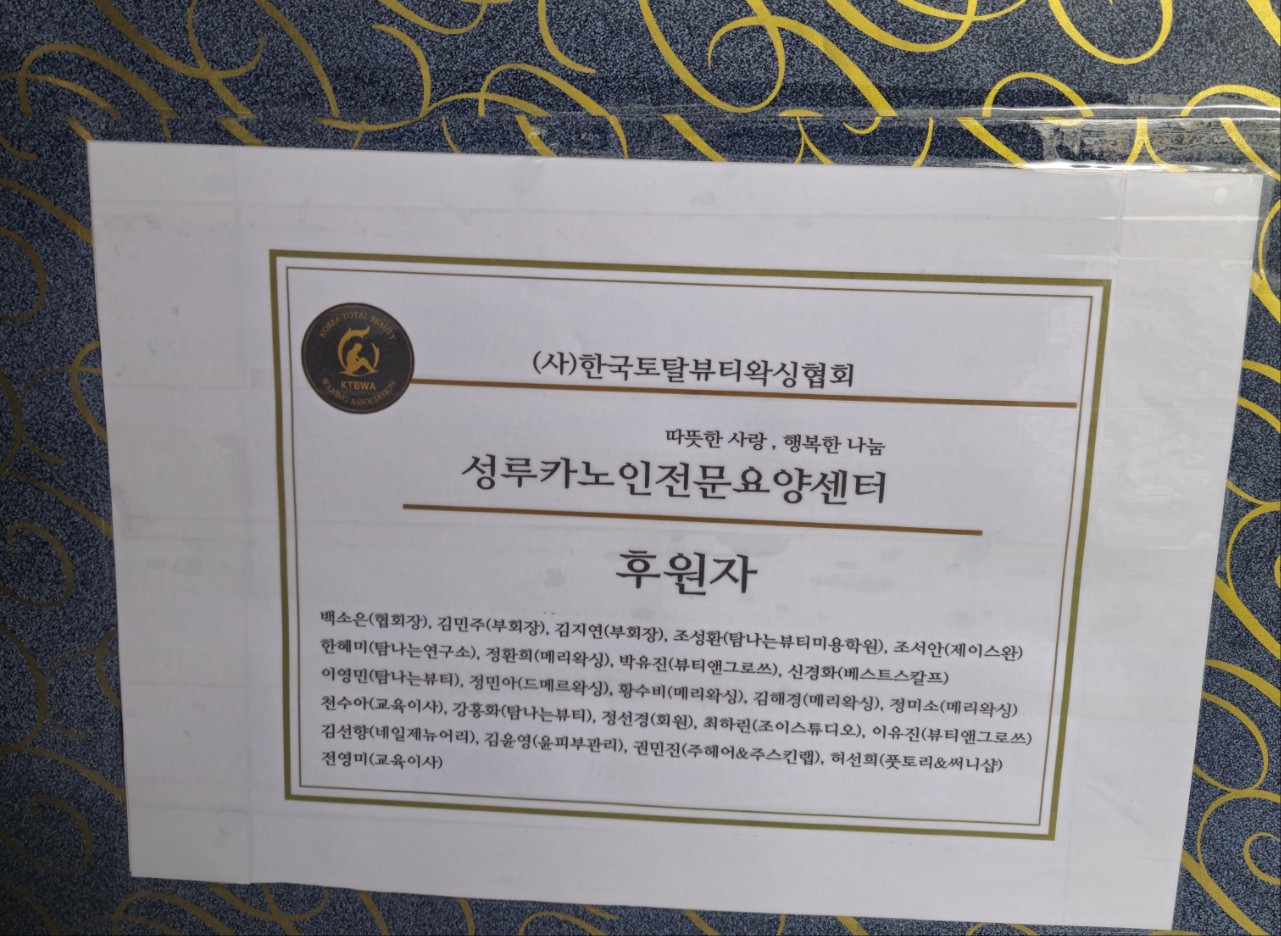 KOREA TOTAL BEAUTY
KTBWA
WAXING ASSOCIATION
(사)한국토탈뷰티왁싱협회
따뜻한 사랑 , 행복한 나눔
성루카노인전문요양센터
후원자
백소은(협회장), 김민주(부회장), 김지연(부회장), 조성환(탐나는뷰티미용학원), 조서안(제이스완)
한혜미(탐나는연구소), 정환희(메리왁싱), 박유진(뷰티앤그로쓰), 신경화(베스트스칼프)
이영민(탐나는뷰티), 정민아(드메르왁싱), 황수비(메리왁싱), 김해경(메리왁싱), 정미소(메리왁싱)
천수아(교육이사), 강홍화(탐나는뷰티), 정선경(회원), 최하린(조이스튜디오), 이유진(뷰티앤그로쓰)
김선향(네일제뉴어리), 김윤영(윤피부관리), 권민진(주헤어&주스킨랩), 허선희(풋토리&써니샵)
전영미(교육이사)